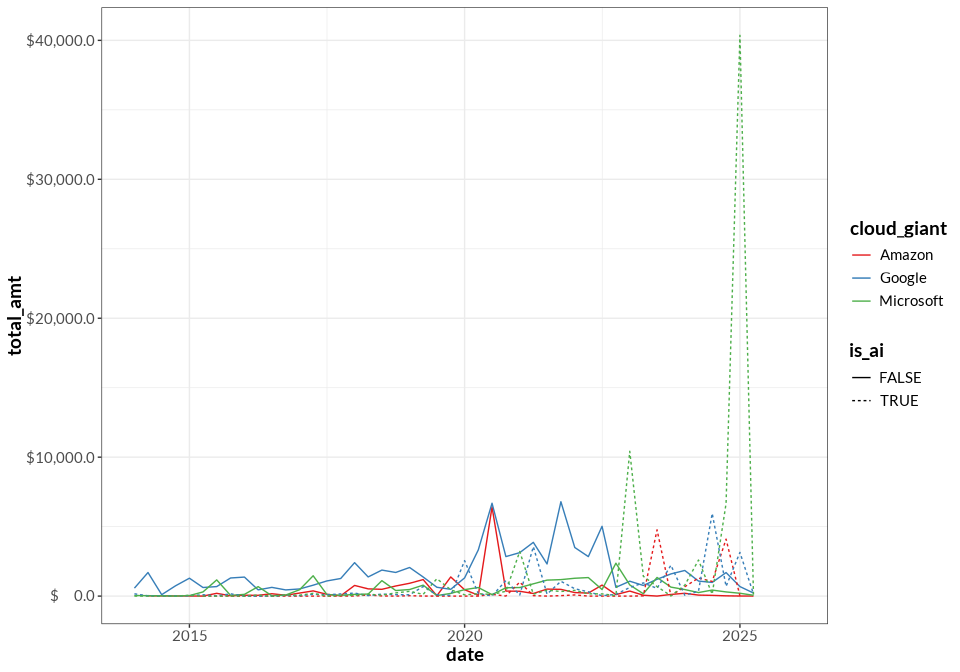 $40,000.0
$30,000.0
$20,000.0
$10,000.0
$ 0.0
total_amt
2015
2020
2025
date
cloud_giant
Amazon
Google
Microsoft
is_ai
FALSE
TRUE